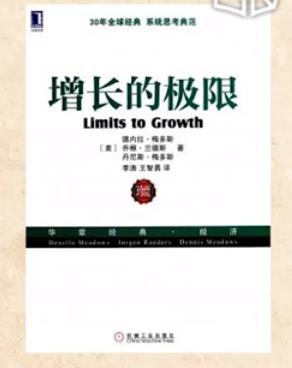 30年全球经典 系统思考典范
增长的极限
Limits to Growth
德内拉·梅多斯
［美］乔根·兰德斯 著
丹尼斯·梅多斯
李涛 王智勇 译
华章经典·经济
Donella Meadows Jorgen Randers Dennis Meadows
机械工业出版社
China Machine Press